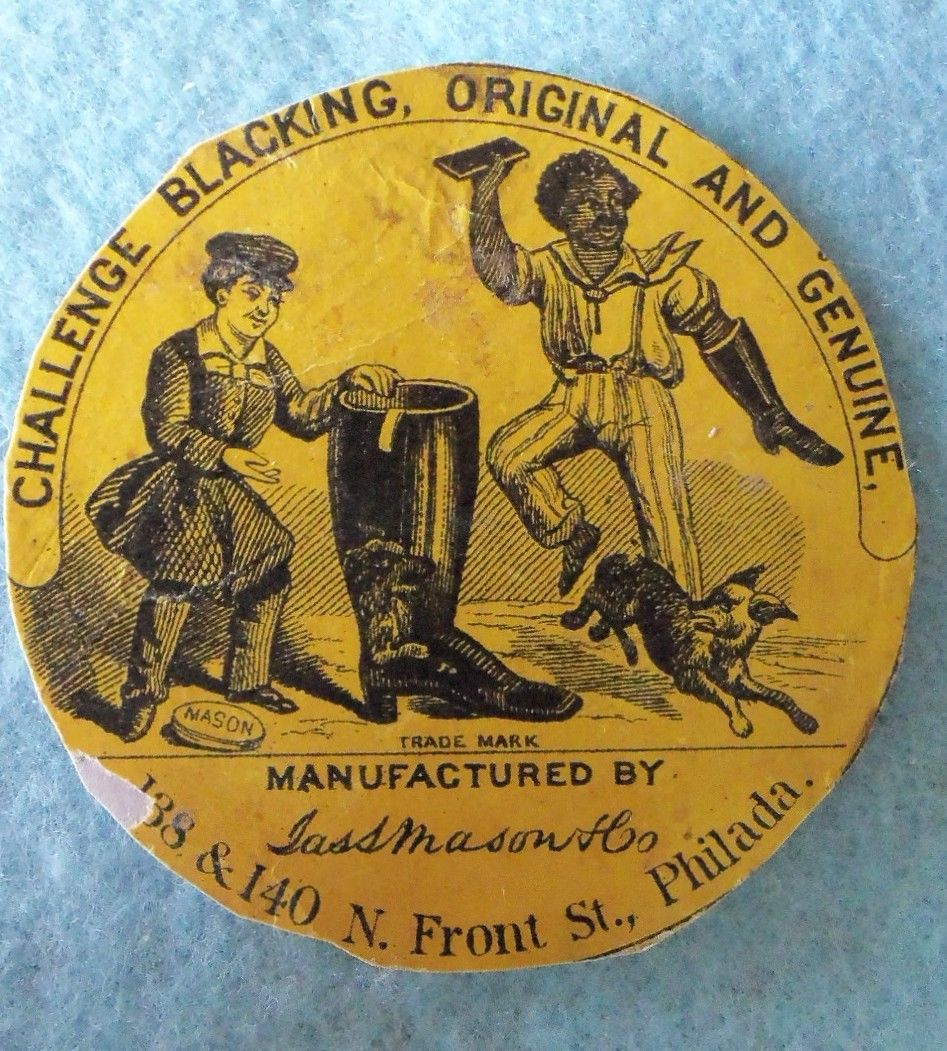 CHALLENGE BLACKING, ORIGINAL AND GENUINE,
MASON
TRADE MARK
MANUFACTURED BY
Jas S Mason & Co
138 & 140 N. Front St., Philada.